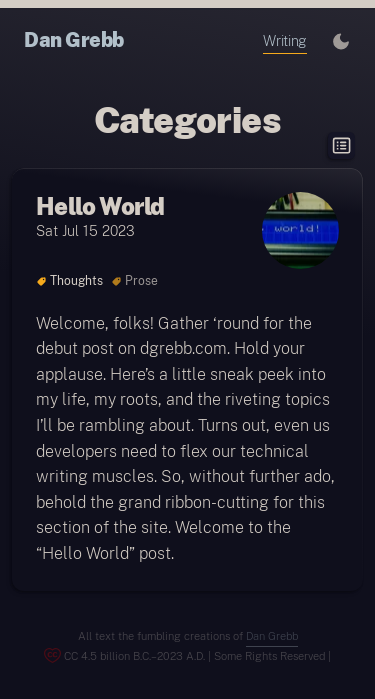 Dan Grebb
Writing
Categories
Hello World
Sat Jul 15 2023
world!
Thoughts Prose
Welcome, folks! Gather ‘round for the
debut post on dgrebb.com. Hold your
applause. Here’s a little sneak peek into
my life, my roots, and the riveting topics
I’ll be rambling about. Turns out, even us
developers need to flex our technical
writing muscles. So, without further ado,
behold the grand ribbon-cutting for this
section of the site. Welcome to the
“Hello World” post.
All text the fumbling creations of Dan Grebb
CC 4.5 billion B.C.–2023 A.D. | Some Rights Reserved |